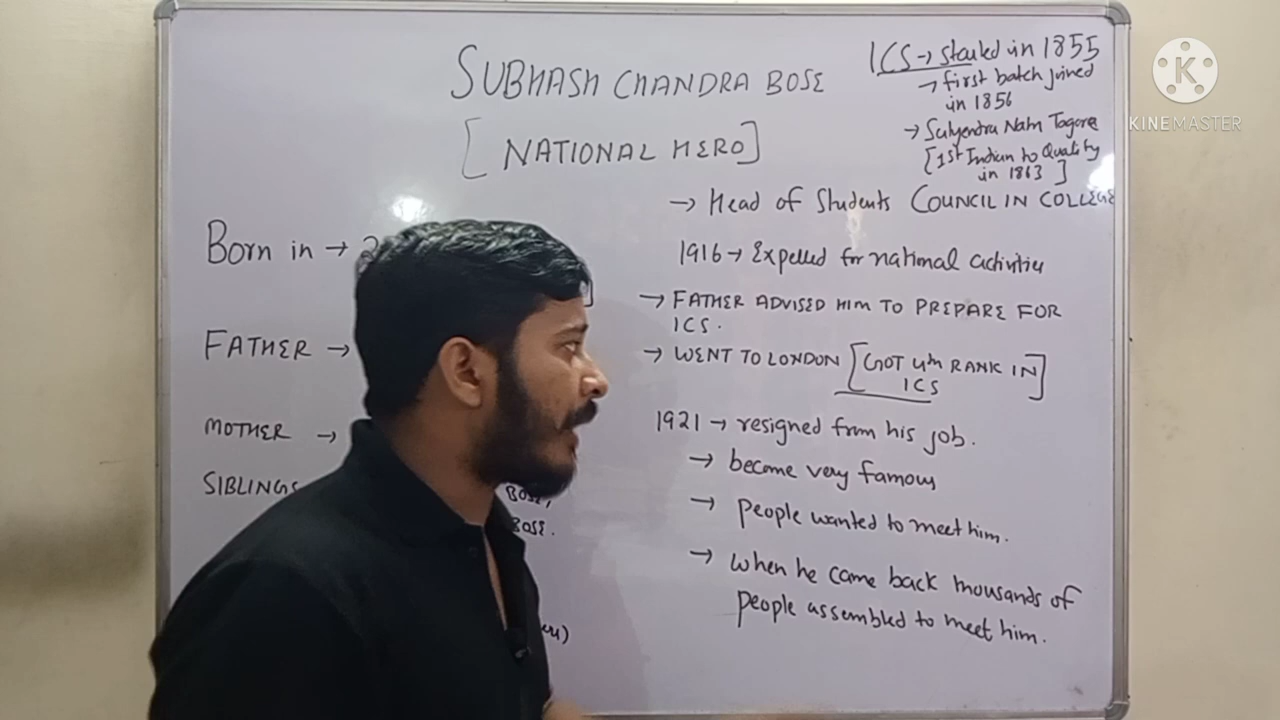 SUBHASH CHANDRA BOSE
[NATIONAL HERO]
ICS → started in 1855
→ first batch joined
in 1856
→ Satyendra Nath Tagore
[1st Indian to Qualify
in 1863]
K
KINEMASTER
→ Head of Students COUNCIL IN COLLEGE
Born in → 2
1916 → Expelled for national activities
→ FATHER ADVISED HIM TO PREPARE FOR
ICS.
FATHER →
→ WENT TO LONDON [GOT 4th RANK IN
ICS]
MOTHER →
1921 → resigned from his job.
→ become very famous
SIBLINGS
BOSE,
BOSE.
→ People wanted to meet him.
→ When he came back thousands of
people assembled to meet him.